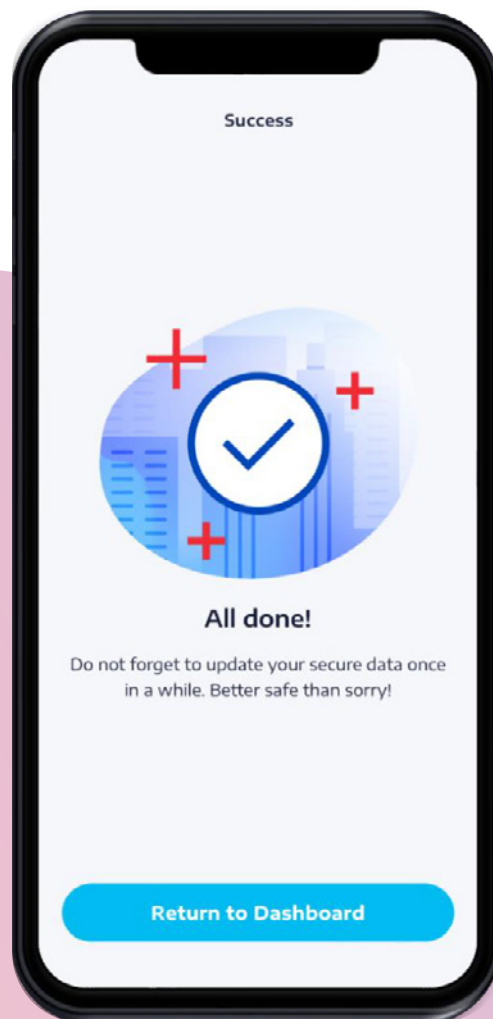 Success
All done!
Do not forget to update your secure data once
in a while. Better safe than sorry!
Return to Dashboard